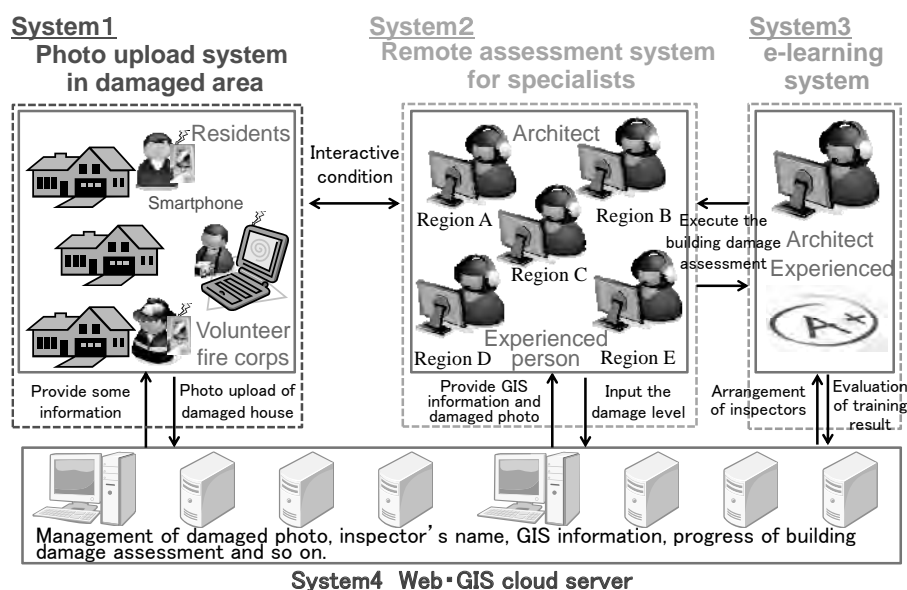 System1
Photo upload system
in damaged area
System2
Remote assessment system
for specialists
System3
e-learning
system
Residents
Smartphone
Volunteer
fire corps
Interactive
condition
Architect
Region A
Region B
Region C
Region D
Region E
Experienced
person
Execute the
building damage
assessment
Architect
Experienced
A+
Provide some
information
Photo upload of
damaged house
Provide GIS
information and
damaged photo
Input the
damage level
Arrangement
of inspectors
Evaluation
of training
result
Management of damaged photo, inspector's name, GIS information, progress of building
damage assessment and so on.
System4 Web・GIS cloud server